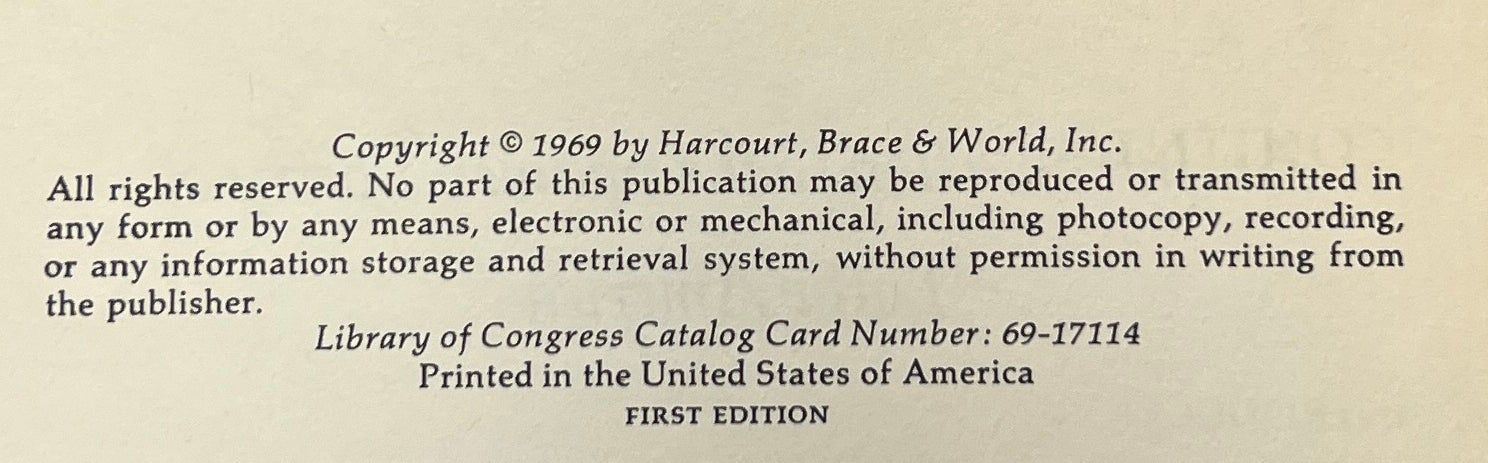 Copyright © 1969 by Harcourt, Brace & World, Inc.
All rights reserved. No part of this publication may be reproduced or transmitted in
any form or by any means, electronic or mechanical, including photocopy, recording,
or any information storage and retrieval system, without permission in writing from
the publisher.
Library of Congress Catalog Card Number: 69-17114
Printed in the United States of America
FIRST EDITION